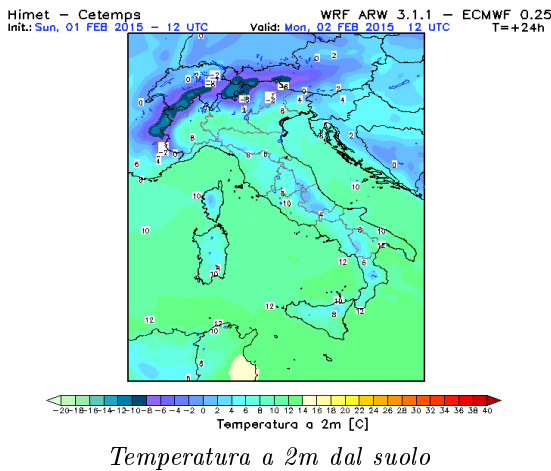 Himet – Cetemps WRF ARW 3.1.1 – ECMWF 0.25
Init.: Sun, 01 FEB 2015 – 12 UTC Valid: Mon, 02 FEB 2015 12 UTC T=+24h
-20 -18 -16 -14 -12 -10 -8 -6 -4 -2 0 2 4 6 8 10 12 14 16 18 20 22 24 26 28 30 32 34 36 38 40
Temperatura a 2m [C]
Temperatura a 2m dal suolo